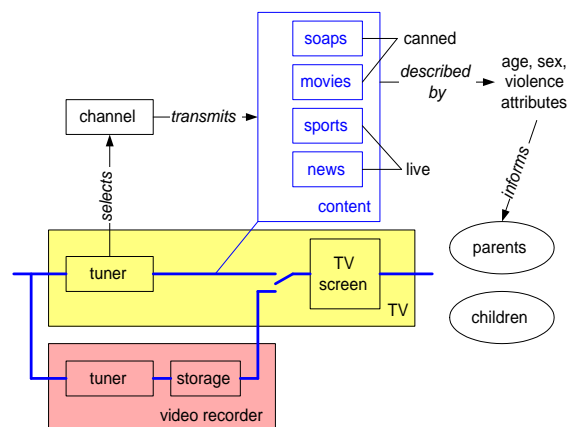 soaps
canned
movies
described
by
age, sex,
violence
attributes
channel
transmits
sports
news
live
content
selects
informs
parents
tuner
TV
screen
TV
children
tuner
storage
video recorder